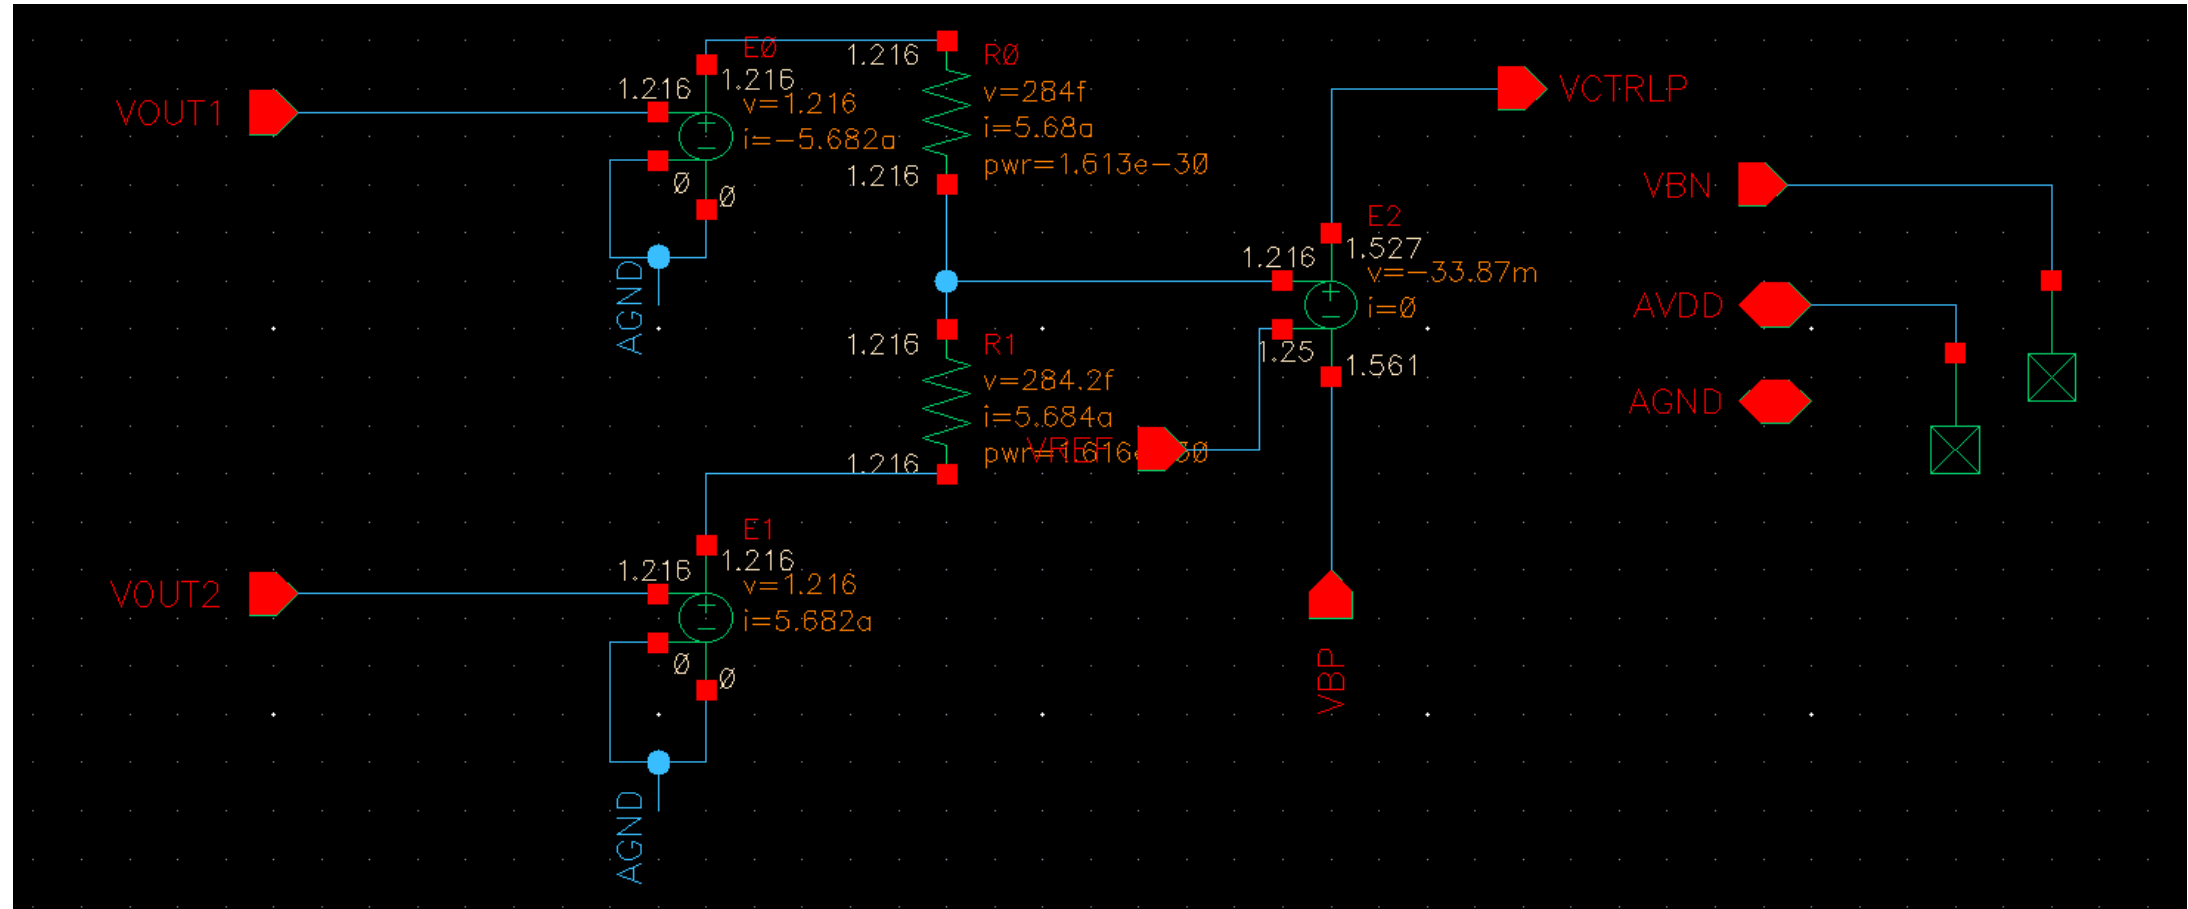 VOUT1
1.216
E0
1.216
v=1.216
i=-5.682a
0
0
AGND
1.216
R0
v=284f
i=5.68a
pwr=1.613e-30
1.216
VCTRLP
E2
1.527
1.216
v=-33.87m
i=0
1.25
1.561
VBN
AVDD
AGND
1.216
R1
v=284.2f
i=5.684a
pwr=1.616e-30
VREF
1.216
VBP
VOUT2
1.216
E1
1.216
v=1.216
i=5.682a
0
0
AGND